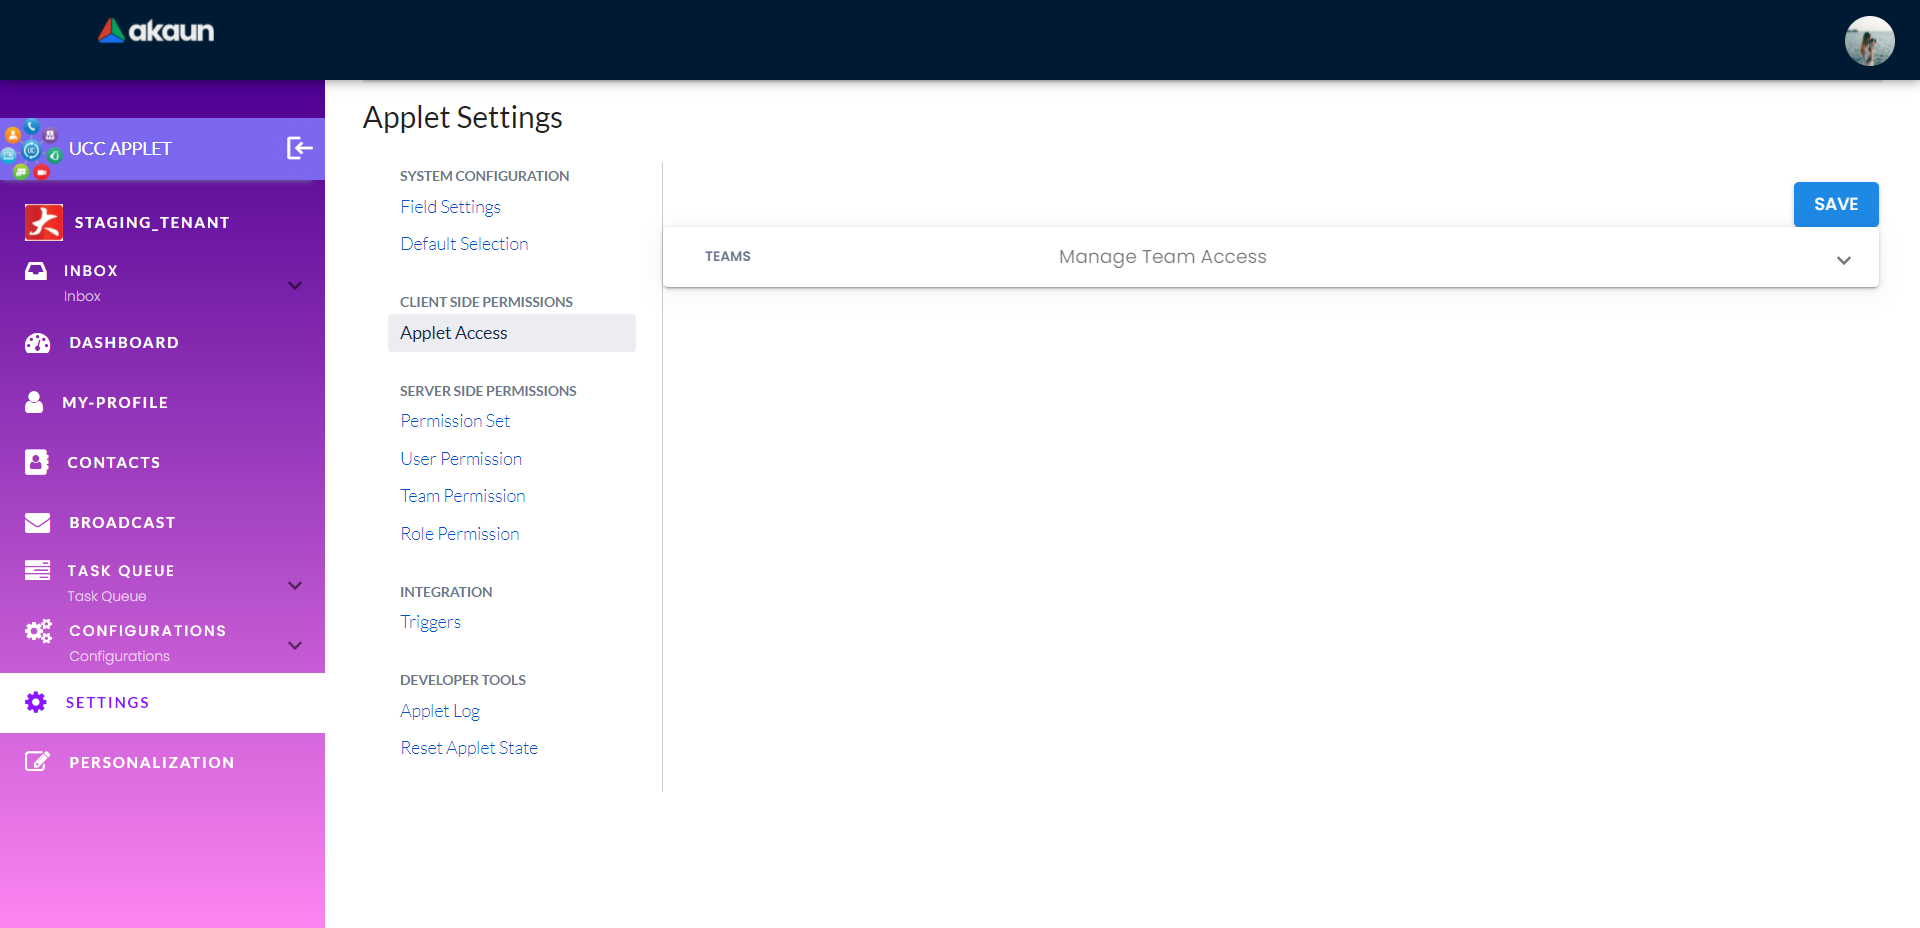 akaun
UCC APPLET
STAGING_TENANT
INBOX
Inbox
DASHBOARD
MY-PROFILE
CONTACTS
BROADCAST
TASK QUEUE
Task Queue
CONFIGURATIONS
Configurations
SETTINGS
PERSONALIZATION
Applet Settings
SYSTEM CONFIGURATION
Field Settings
Default Selection
CLIENT SIDE PERMISSIONS
Applet Access
SERVER SIDE PERMISSIONS
Permission Set
User Permission
Team Permission
Role Permission
INTEGRATION
Triggers
DEVELOPER TOOLS
Applet Log
Reset Applet State
SAVE
TEAMS Manage Team Access